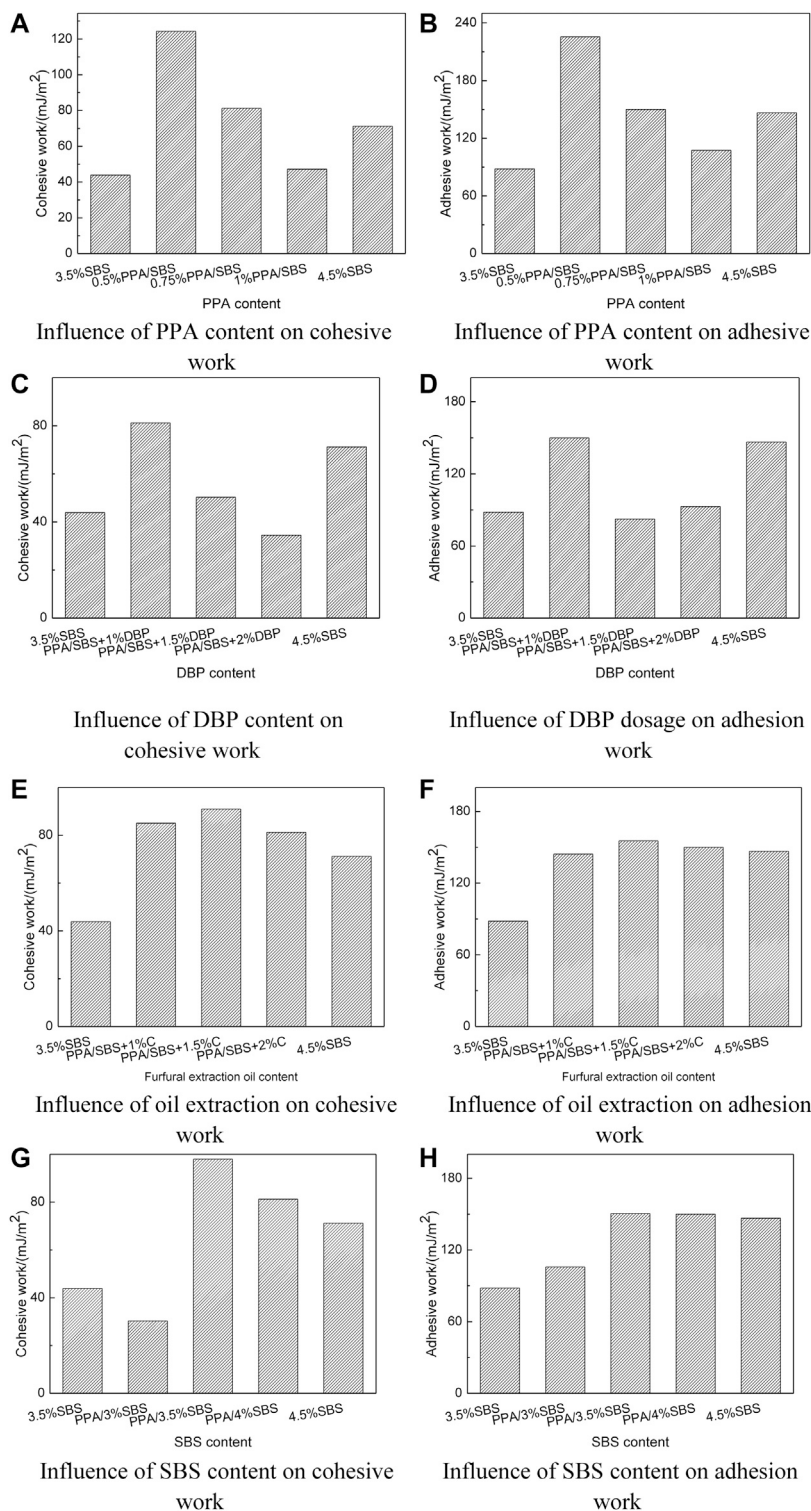 A
Cohesive work/(mJ/m²)
120
80
40
0
3.5%SBS
0.5%PPA/SBS
0.75%PPA/SBS
1%PPA/SBS
4.5%SBS
PPA content
Influence of PPA content on cohesive
work
B
Adhesive work/(mJ/m²)
240
180
120
60
0
3.5%SBS
0.5%PPA/SBS
0.75%PPA/SBS
1%PPA/SBS
4.5%SBS
PPA content
Influence of PPA content on adhesive
work
C
Cohesive work/(mJ/m²)
80
40
0
3.5%SBS
PPA/SBS+1%DBP
PPA/SBS+1.5%DBP
PPA/SBS+2%DBP
4.5%SBS
DBP content
Influence of DBP content on
cohesive work
D
Adhesive work/(mJ/m²)
180
120
60
0
3.5%SBS
PPA/SBS+1%DBP
PPA/SBS+1.5%DBP
PPA/SBS+2%DBP
4.5%SBS
DBP content
Influence of DBP dosage on adhesion
work
E
Cohesive work/(mJ/m²)
80
40
0
3.5%SBS
PPA/SBS+1%C
PPA/SBS+1.5%C
PPA/SBS+2%C
4.5%SBS
Furfural extraction oil content
Influence of oil extraction on cohesive
work
F
Adhesive work/(mJ/m²)
180
120
60
0
3.5%SBS
PPA/SBS+1%C
PPA/SBS+1.5%C
PPA/SBS+2%C
4.5%SBS
Furfural extraction oil content
Influence of oil extraction on adhesion
work
G
Cohesive work/(mJ/m²)
80
40
0
3.5%SBS
PPA/3%SBS
PPA/3.5%SBS
PPA/4%SBS
4.5%SBS
SBS content
Influence of SBS content on cohesive
work
H
Adhesive work/(mJ/m²)
180
120
60
0
3.5%SBS
PPA/3%SBS
PPA/3.5%SBS
PPA/4%SBS
4.5%SBS
SBS content
Influence of SBS content on adhesion
work